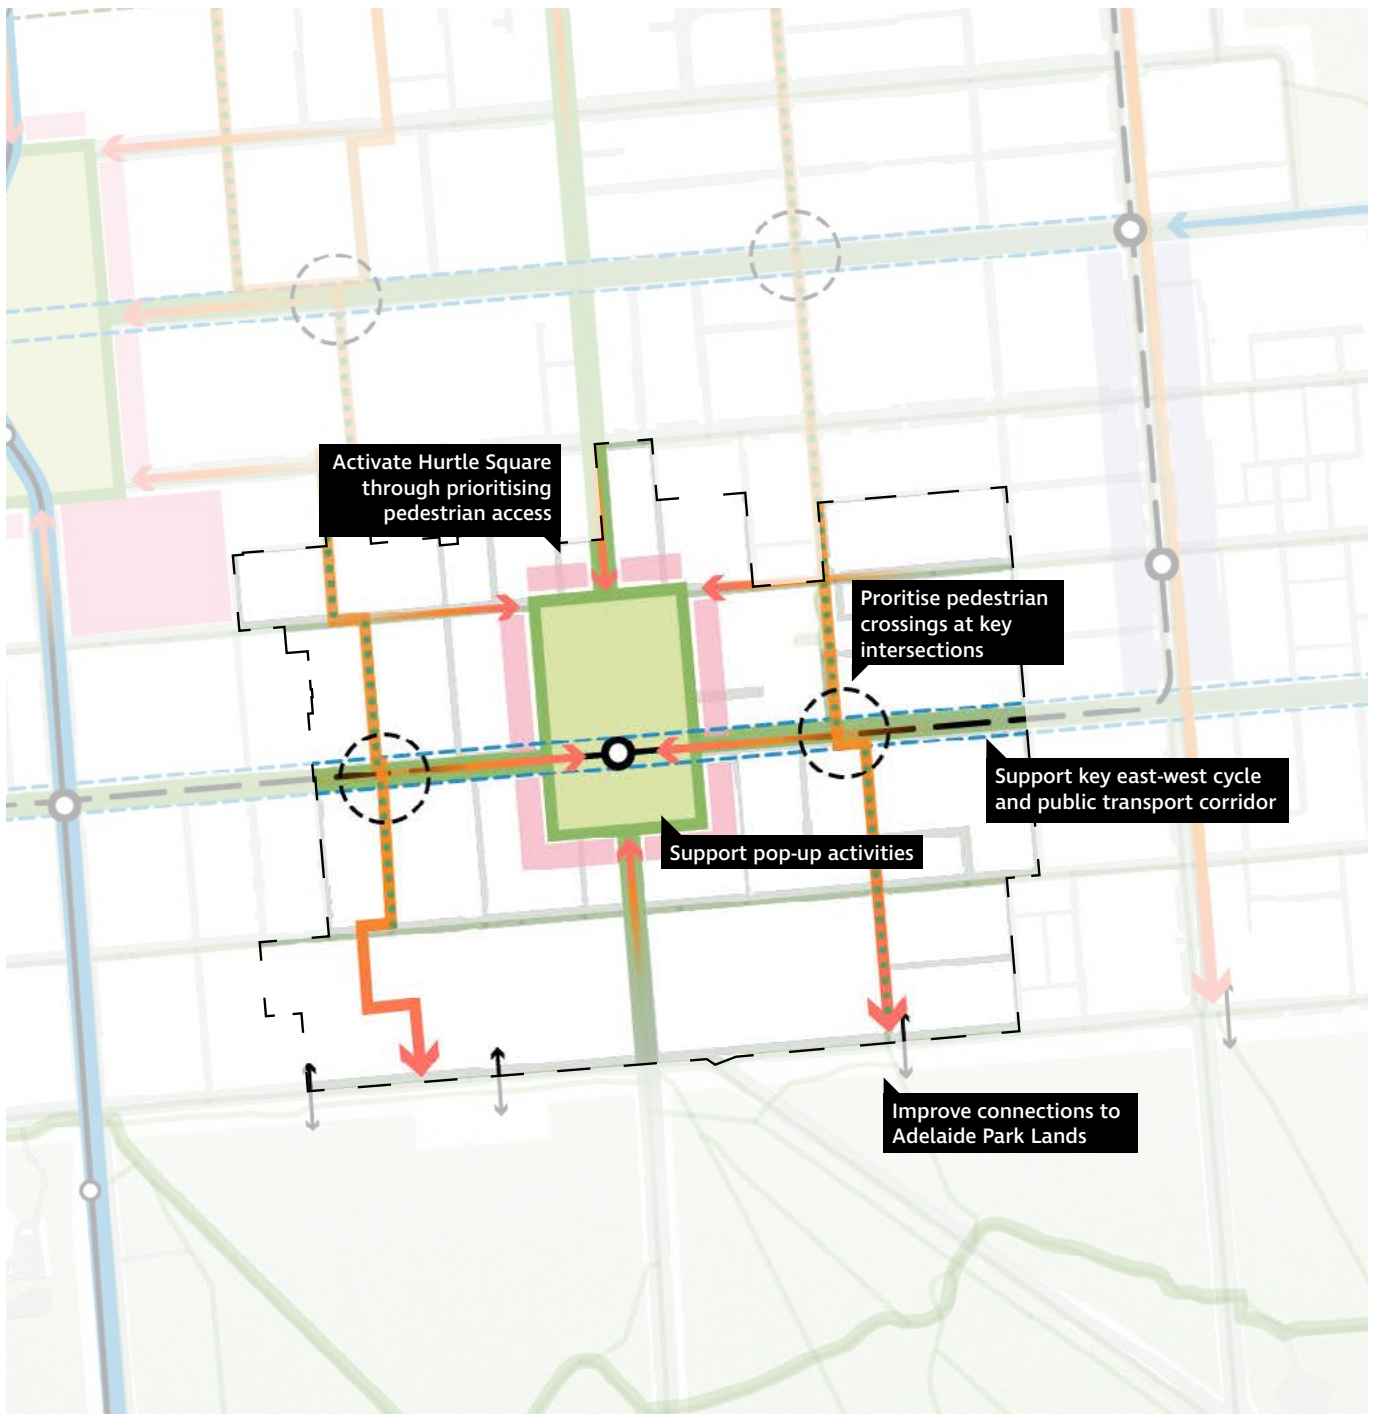 Activate Hurtle Square
through prioritising
pedestrian access
Proritise pedestrian
crossings at key
intersections
Support key east-west cycle
and public transport corridor
Support pop-up activities
Improve connections to
Adelaide Park Lands